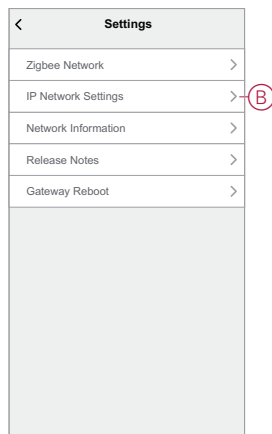 Settings
Zigbee Network
IP Network Settings
B
Network Information
Release Notes
Gateway Reboot